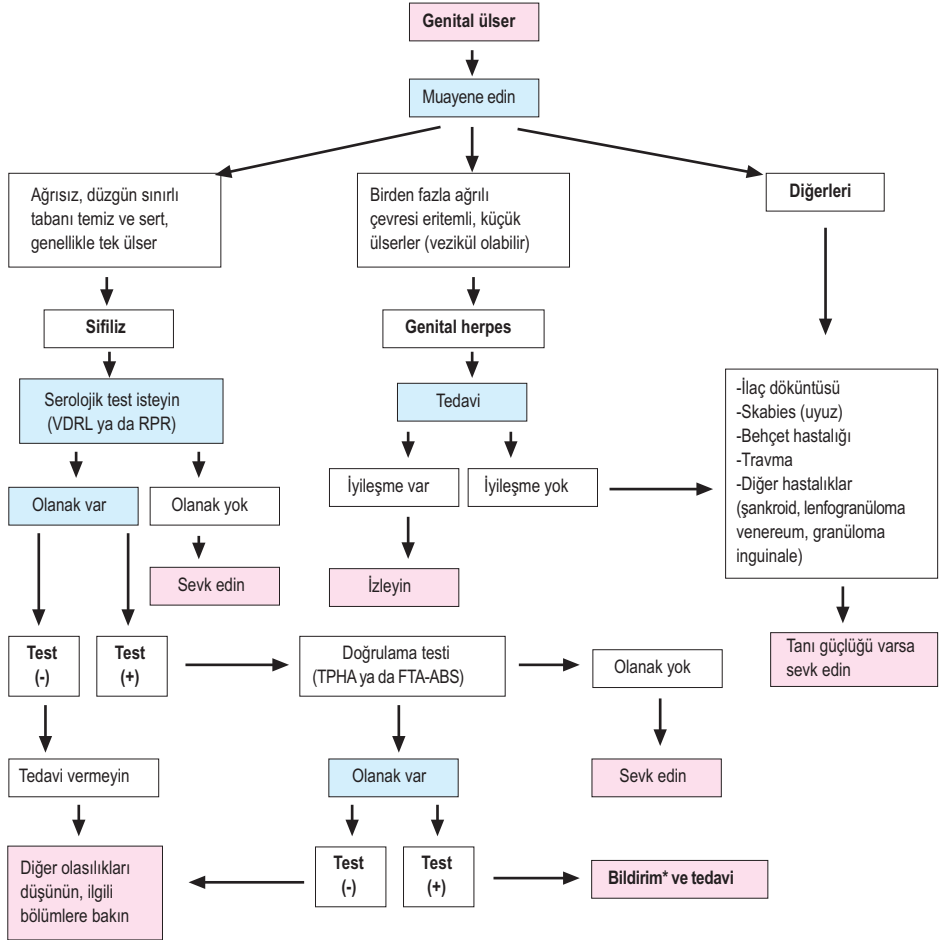 Genital ülser
Muayene edin
Ağrısız, düzgün sınırlı
tabanı temiz ve sert,
genellikle tek ülser
Birden fazla ağrılı
çevresi eritemli, küçük
ülserler (vezikül olabilir)
Diğerleri
Sifiliz
Genital herpes
Serolojik test isteyin
(VDRL ya da RPR)
Tedavi
-İlaç döküntüsü
-Skabies (uyuz)
-Behçet hastalığı
-Travma
-Diğer hastalıklar
(şankroid, lenfogranüloma
venereum, granüloma
inguinale)
Olanak var
Olanak yok
İyileşme var
İyileşme yok
Sevk edin
İzleyin
Test
(-)
Test
(+)
Doğrulama testi
(TPHA ya da FTA-ABS)
Olanak yok
Tanı güçlüğü varsa
sevk edin
Tedavi vermeyin
Olanak var
Sevk edin
Diğer olasılıkları
düşünün, ilgili
bölümlere bakın
Test
(-)
Test
(+)
Bildirim* ve tedavi